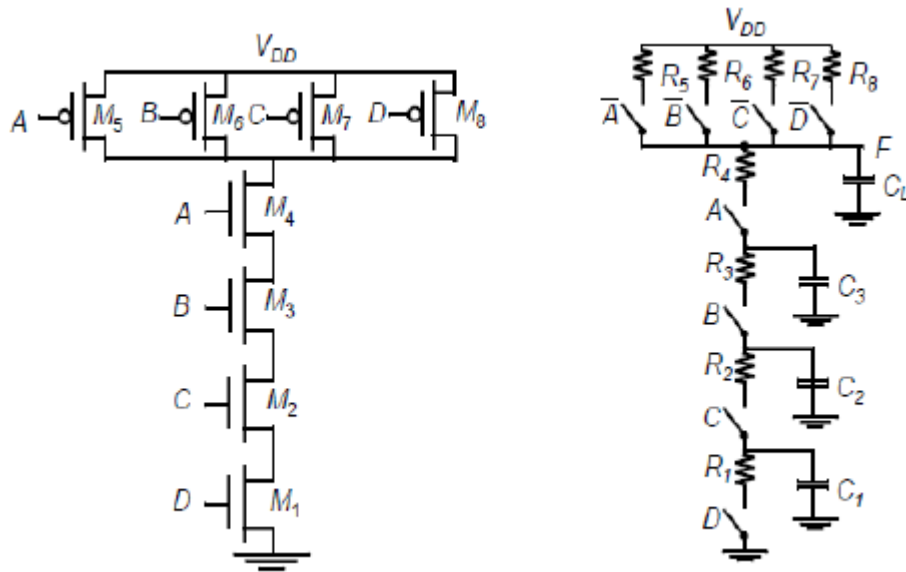 V_DD
A M_5 B M_6 C M_7 D M_8
A M_4
B M_3
C M_2
D M_1
V_DD
R_5 R_6 R_7 R_8
A̅ B̅ C̅ D̅
F
R_4 C_L
A
R_3 C_3
B
R_2 C_2
C
R_1 C_1
D